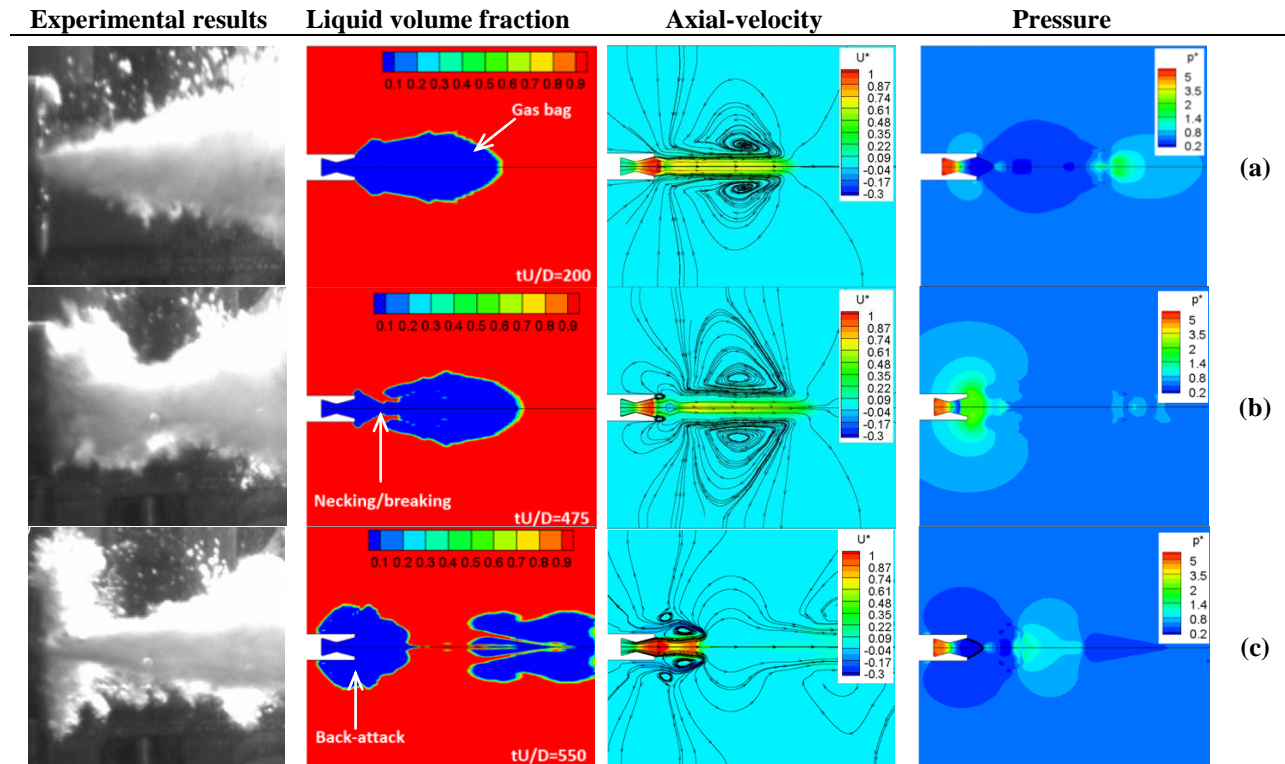 Experimental results Liquid volume fraction Axial-velocity Pressure
0.1 0.2 0.3 0.4 0.5 0.6 0.7 0.8 0.9
Gas bag
tU/D=200
U*
1
0.87
0.74
0.61
0.48
0.35
0.22
0.09
-0.04
-0.17
-0.3
p*
5
3.5
2
1.4
0.8
0.2
(a)
0.1 0.2 0.3 0.4 0.5 0.6 0.7 0.8 0.9
Necking/breaking
tU/D=475
U*
1
0.87
0.74
0.61
0.48
0.35
0.22
0.09
-0.04
-0.17
-0.3
p*
5
3.5
2
1.4
0.8
0.2
(b)
0.1 0.2 0.3 0.4 0.5 0.6 0.7 0.8 0.9
Back-attack
tU/D=550
U*
1
0.87
0.74
0.61
0.48
0.35
0.22
0.09
-0.04
-0.17
-0.3
p*
5
3.5
2
1.4
0.8
0.2
(c)